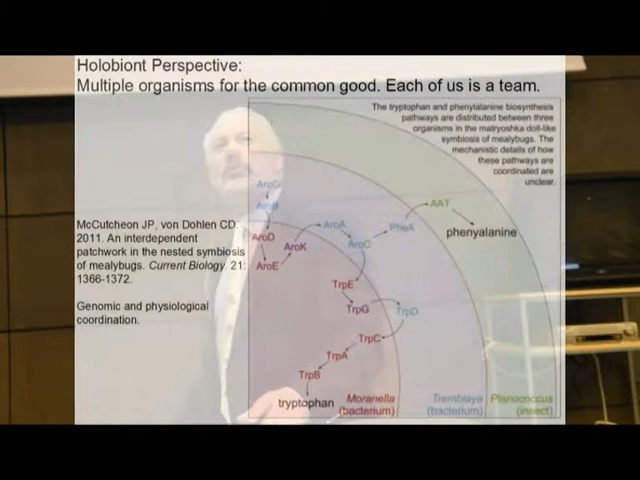 Holobiont Perspective:
Multiple organisms for the common good. Each of us is a team.
The tryptophan and phenylalanine biosynthesis
pathways are distributed between three
organisms in the matryoshka doll-like
symbiosis of mealybugs. The
mechanistic details of how
these pathways are
coordinated are
unclear.
AroG
AroB
McCutcheon JP, von Dohlen CD.
2011. An interdependent
patchwork in the nested symbiosis
of mealybugs. Current Biology. 21:
1366-1372.
Genomic and physiological
coordination.
AroD
AroE
AroK
AroA
AroC
PheA
AAT
phenyalanine
TrpE
TrpG
TrpD
TrpC
TrpA
TrpB
tryptophan
Moranella
(bacterium)
Tremblaya
(bacterium)
Planococcus
(insect)